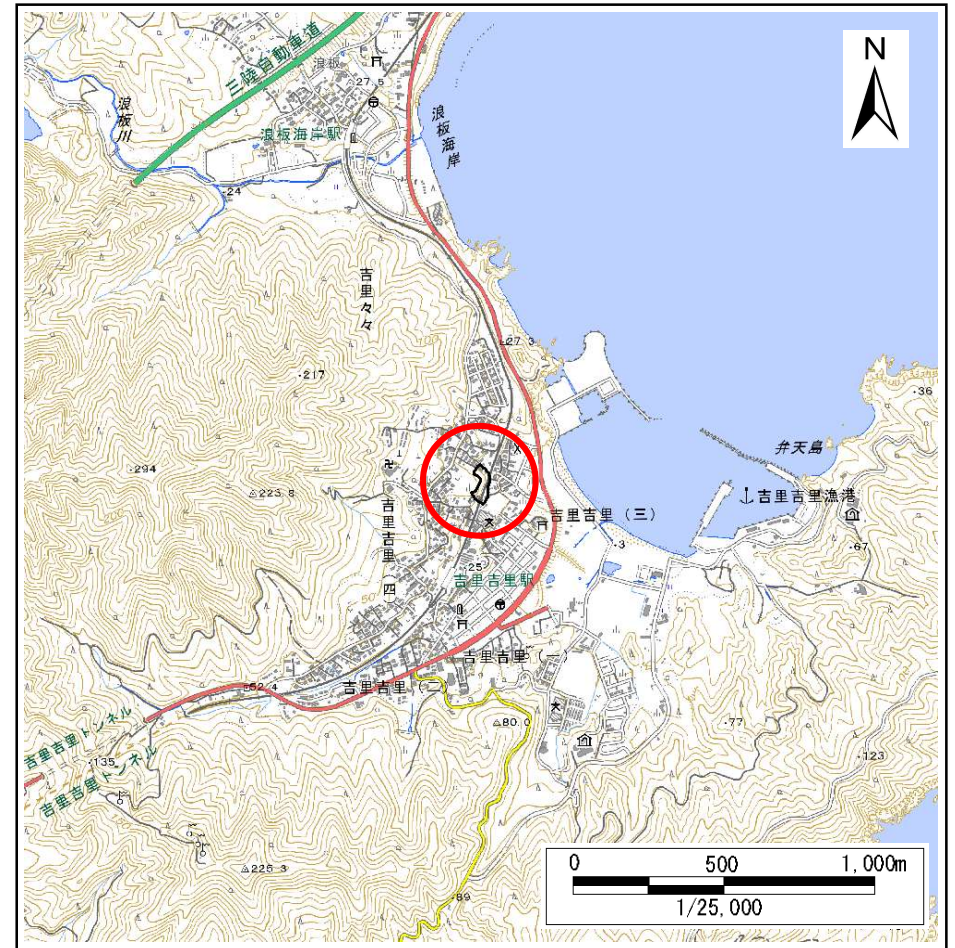 N
三陸自動車道
浪板
27.5
浪板川
浪板海岸駅
浪板海岸
24
吉里々々
27.3
217
36
294
弁天島
223.8
吉里吉里漁港
吉里吉里（三）
吉里吉里 四
3
67
25
吉里吉里駅
50
吉里吉里（一）
吉里吉里（二）
52.4
80.0
77
吉里吉里トンネル
吉里吉里トンネル
135
123
225.3
89
0 500 1,000m
1/25,000